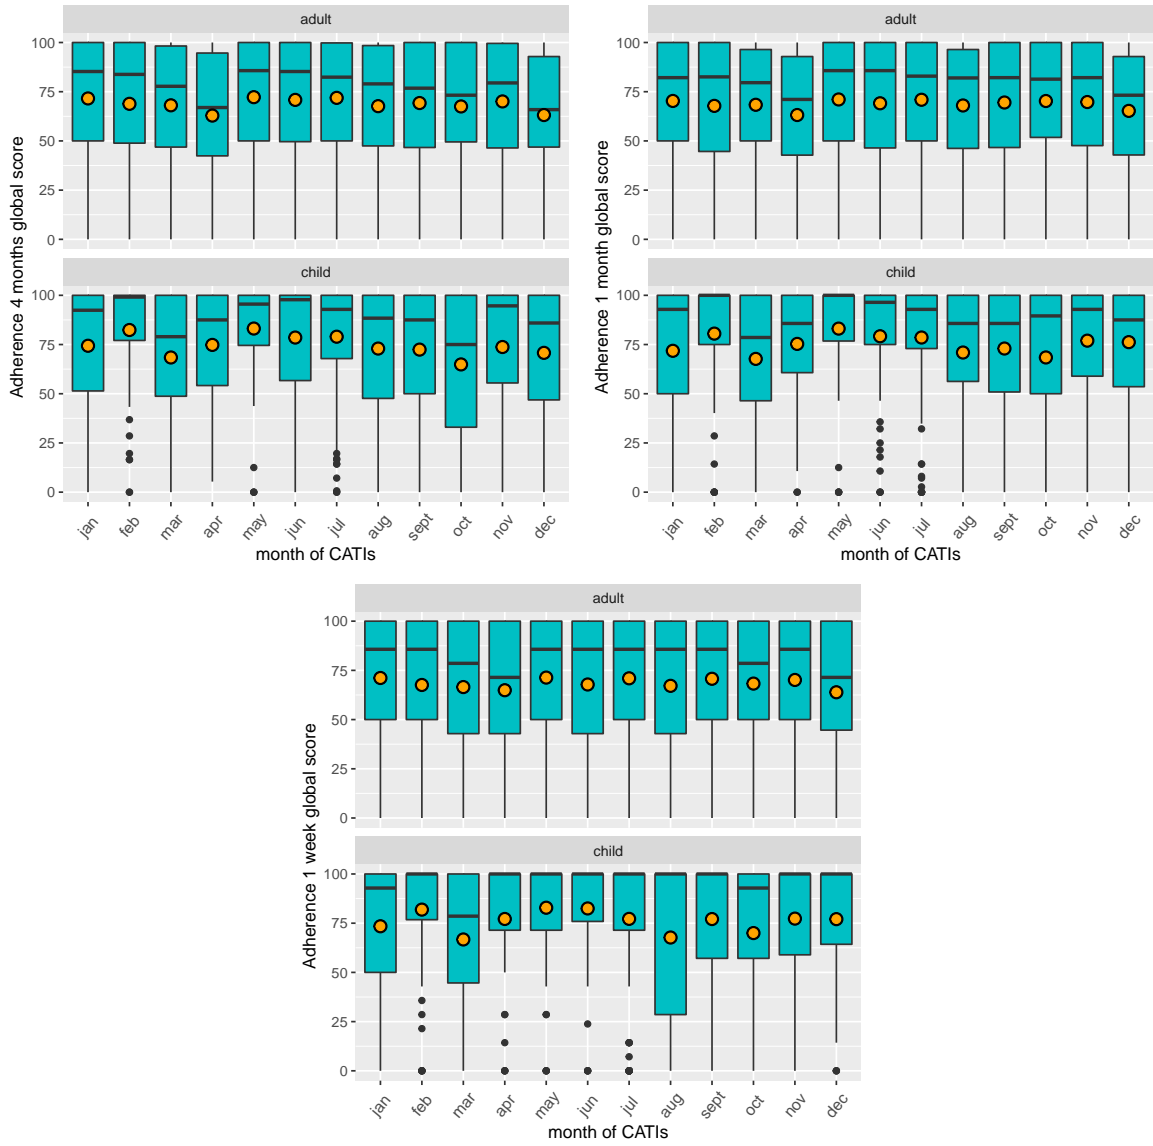 adult
100
75
50
25
0
child
100
75
50
25
0
jan feb mar apr may jun jul aug sept oct nov dec
month of CATIs
Adherence 4 months global score
adult
100
75
50
25
0
child
100
75
50
25
0
jan feb mar apr may jun jul aug sept oct nov dec
month of CATIs
Adherence 1 month global score
adult
100
75
50
25
0
child
100
75
50
25
0
jan feb mar apr may jun jul aug sept oct nov dec
month of CATIs
Adherence 1 week global score